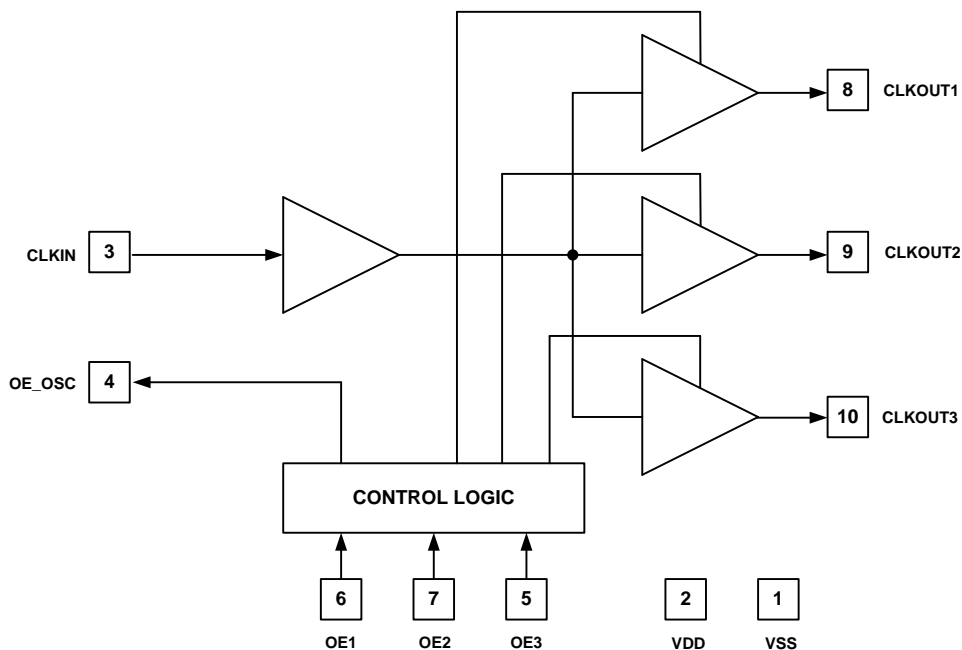 8 CLKOUT1
CLKIN 3
9 CLKOUT2
OE_OSC 4
10 CLKOUT3
CONTROL LOGIC
6 7 5 2 1
OE1 OE2 OE3 VDD VSS